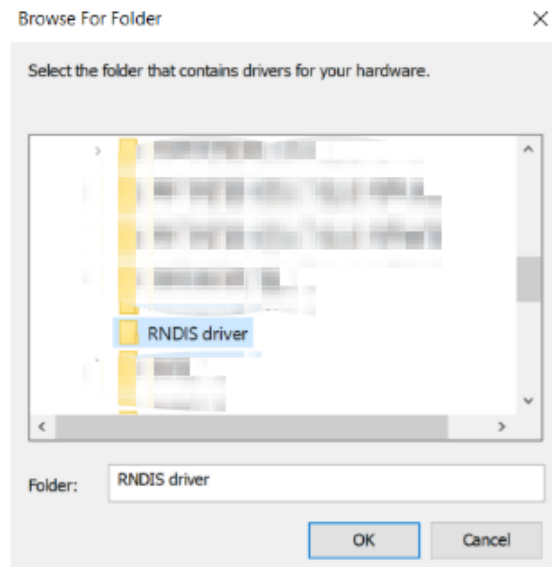 Browse For Folder
Select the folder that contains drivers for your hardware.
RNDIS driver
Folder: RNDIS driver
OK Cancel